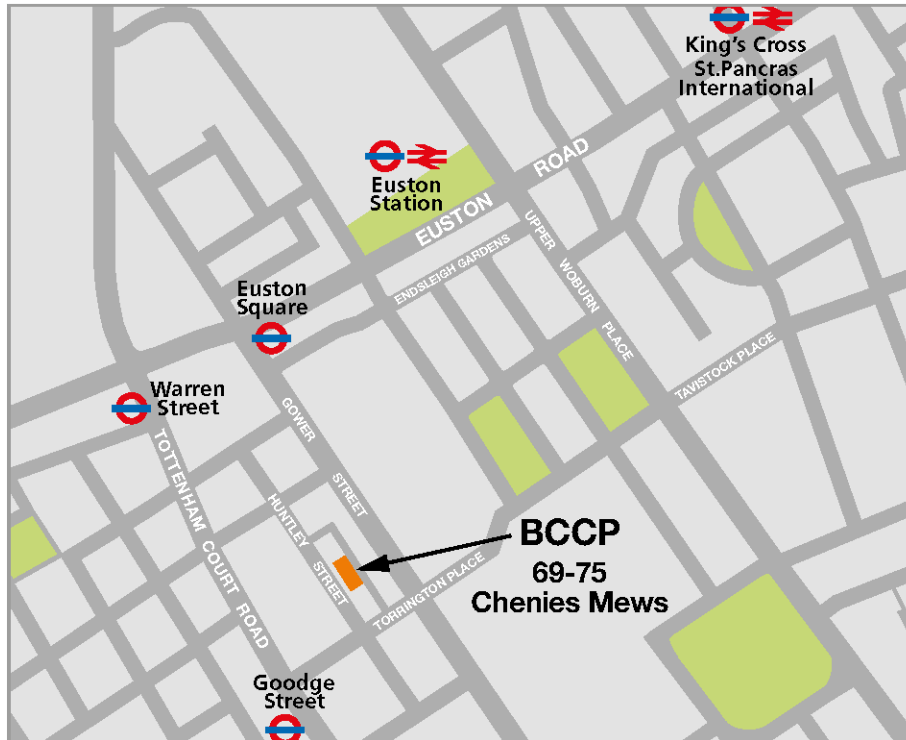 King's Cross
St.Pancras
International
Euston
Station
EUSTON ROAD
UPPER WOBURN PLACE
ENDSLEIGH GARDENS
Euston
Square
TAVISTOCK PLACE
Warren
Street
GOWER STREET
TOTTENHAM COURT ROAD
HUNTLEY STREET
BCCP
69-75
Chenies Mews
TORRINGTON PLACE
Goodge
Street